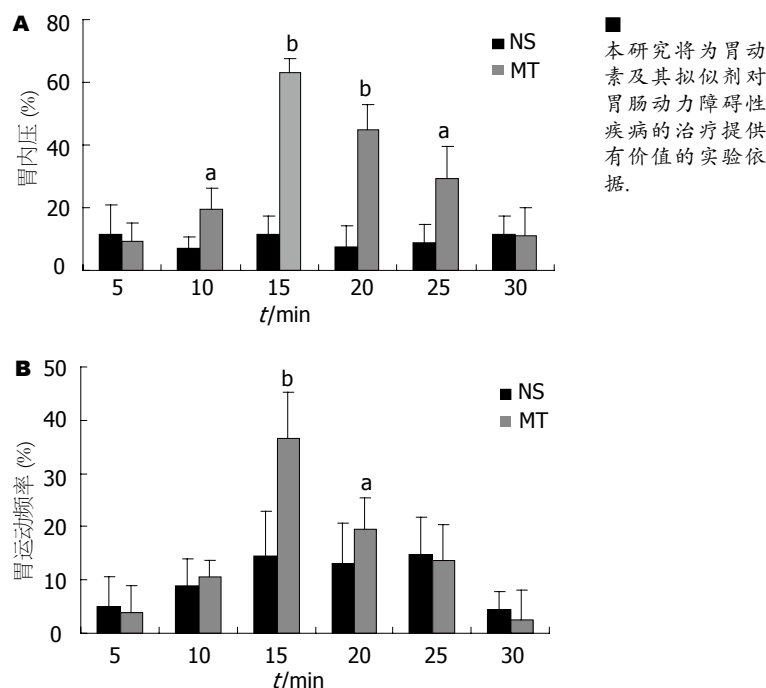 A
80
60
40
20
0
胃内压 (%)
NS
MT
a
b
b
a
5 10 15 20 25 30
t/min
B
50
40
30
20
10
0
胃运动频率 (%)
NS
MT
b
a
5 10 15 20 25 30
t/min
■
本研究将为胃动
素及其拟似剂对
胃肠动力障碍性
疾病的治疗提供
有价值的实验依
据.